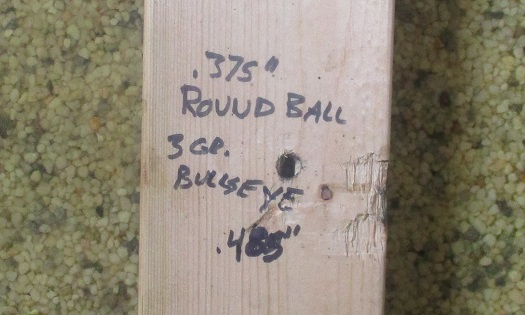 .375"
ROUND BALL
3 GR.
BULLSEYE
.485"